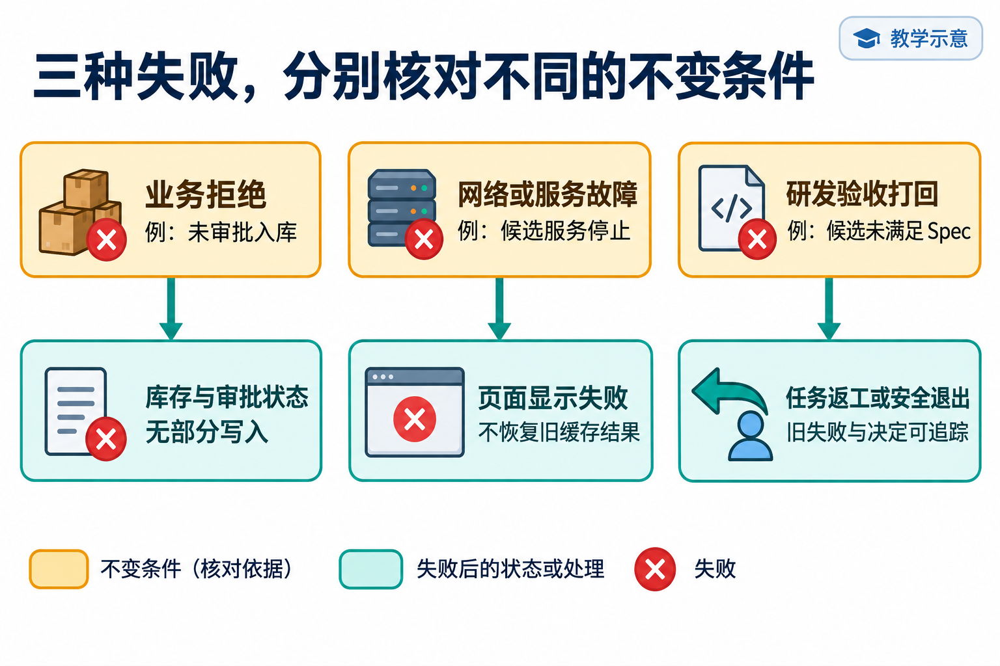 教学示意
三种失败，分别核对不同的不变条件
业务拒绝
例：未审批入库
网络或服务故障
例：候选服务停止
研发验收打回
例：候选未满足 Spec
库存与审批状态
无部分写入
页面显示失败
不恢复旧缓存结果
任务返工或安全退出
旧失败与决定可追踪
不变条件（核对依据）
失败后的状态或处理
失败